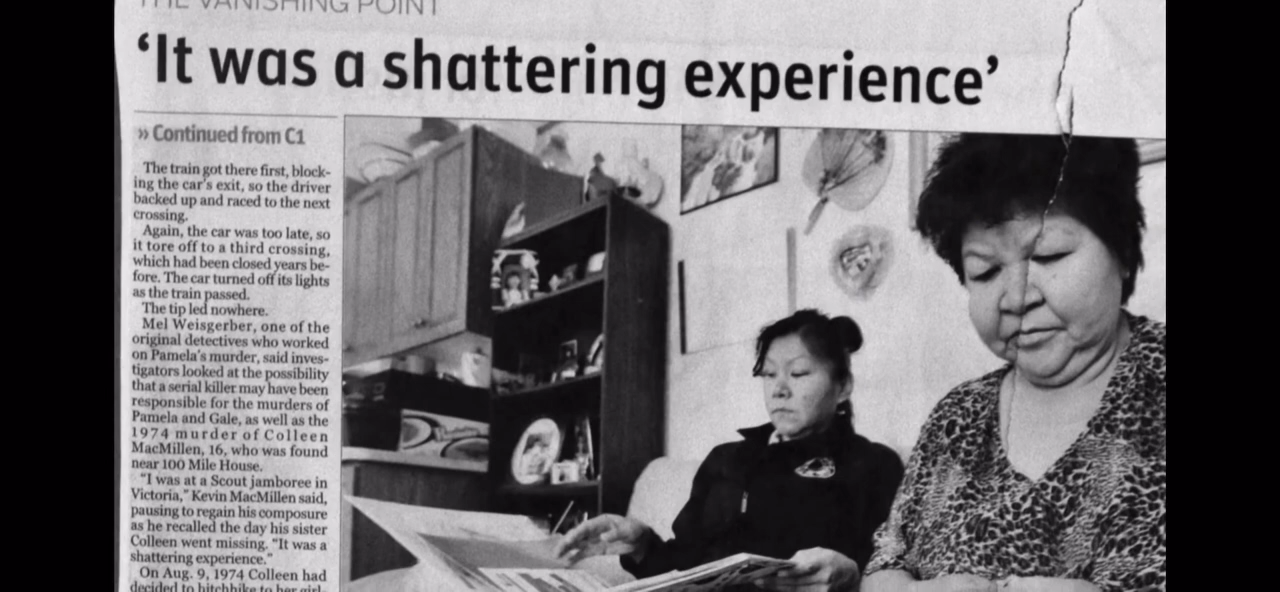 THE VANISHING POINT
‘It was a shattering experience’
» Continued from C1
The train got there first, block-
ing the car's exit, so the driver
backed up and raced to the next
crossing.
Again, the car was too late, so
it tore off to a third crossing,
which had been closed years be-
fore. The car turned off its lights
as the train passed.
The tip led nowhere.
Mel Weisgerber, one of the
original detectives who worked
on Pamela's murder, said inves-
tigators looked at the possibility
that a serial killer may have been
responsible for the murders of
Pamela and Gale, as well as the
1974 murder of Colleen
MacMillen, 16, who was found
near 100 Mile House.
“I was at a Scout jamboree in
Victoria,” Kevin MacMillen said,
pausing to regain his composure
as he recalled the day his sister
Colleen went missing. “It was a
shattering experience.”
On Aug. 9, 1974 Colleen had
decided to hitchhike to her girl-